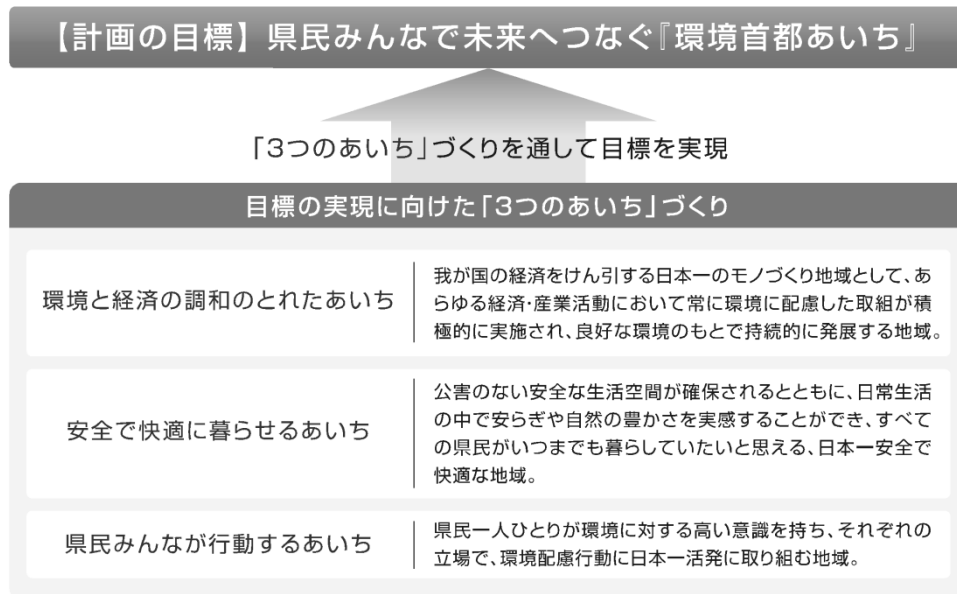 【計画の目標】県民みんなで未来へつなぐ『環境首都あいち』
「3つのあいち」づくりを通して目標を実現
目標の実現に向けた「3つのあいち」づくり
環境と経済の調和のとれたあいち
我が国の経済をけん引する日本一のモノづくり地域として、あ
らゆる経済・産業活動において常に環境に配慮した取組が積
極的に実施され、良好な環境のもとで持続的に発展する地域。
安全で快適に暮らせるあいち
公害のない安全な生活空間が確保されるとともに、日常生活
の中で安らぎや自然の豊かさを実感することができ、すべて
の県民がいつまでも暮らしていたいと思える、日本一安全で
快適な地域。
県民みんなが行動するあいち
県民一人ひとりが環境に対する高い意識を持ち、それぞれの
立場で、環境配慮行動に日本一活発に取り組む地域。